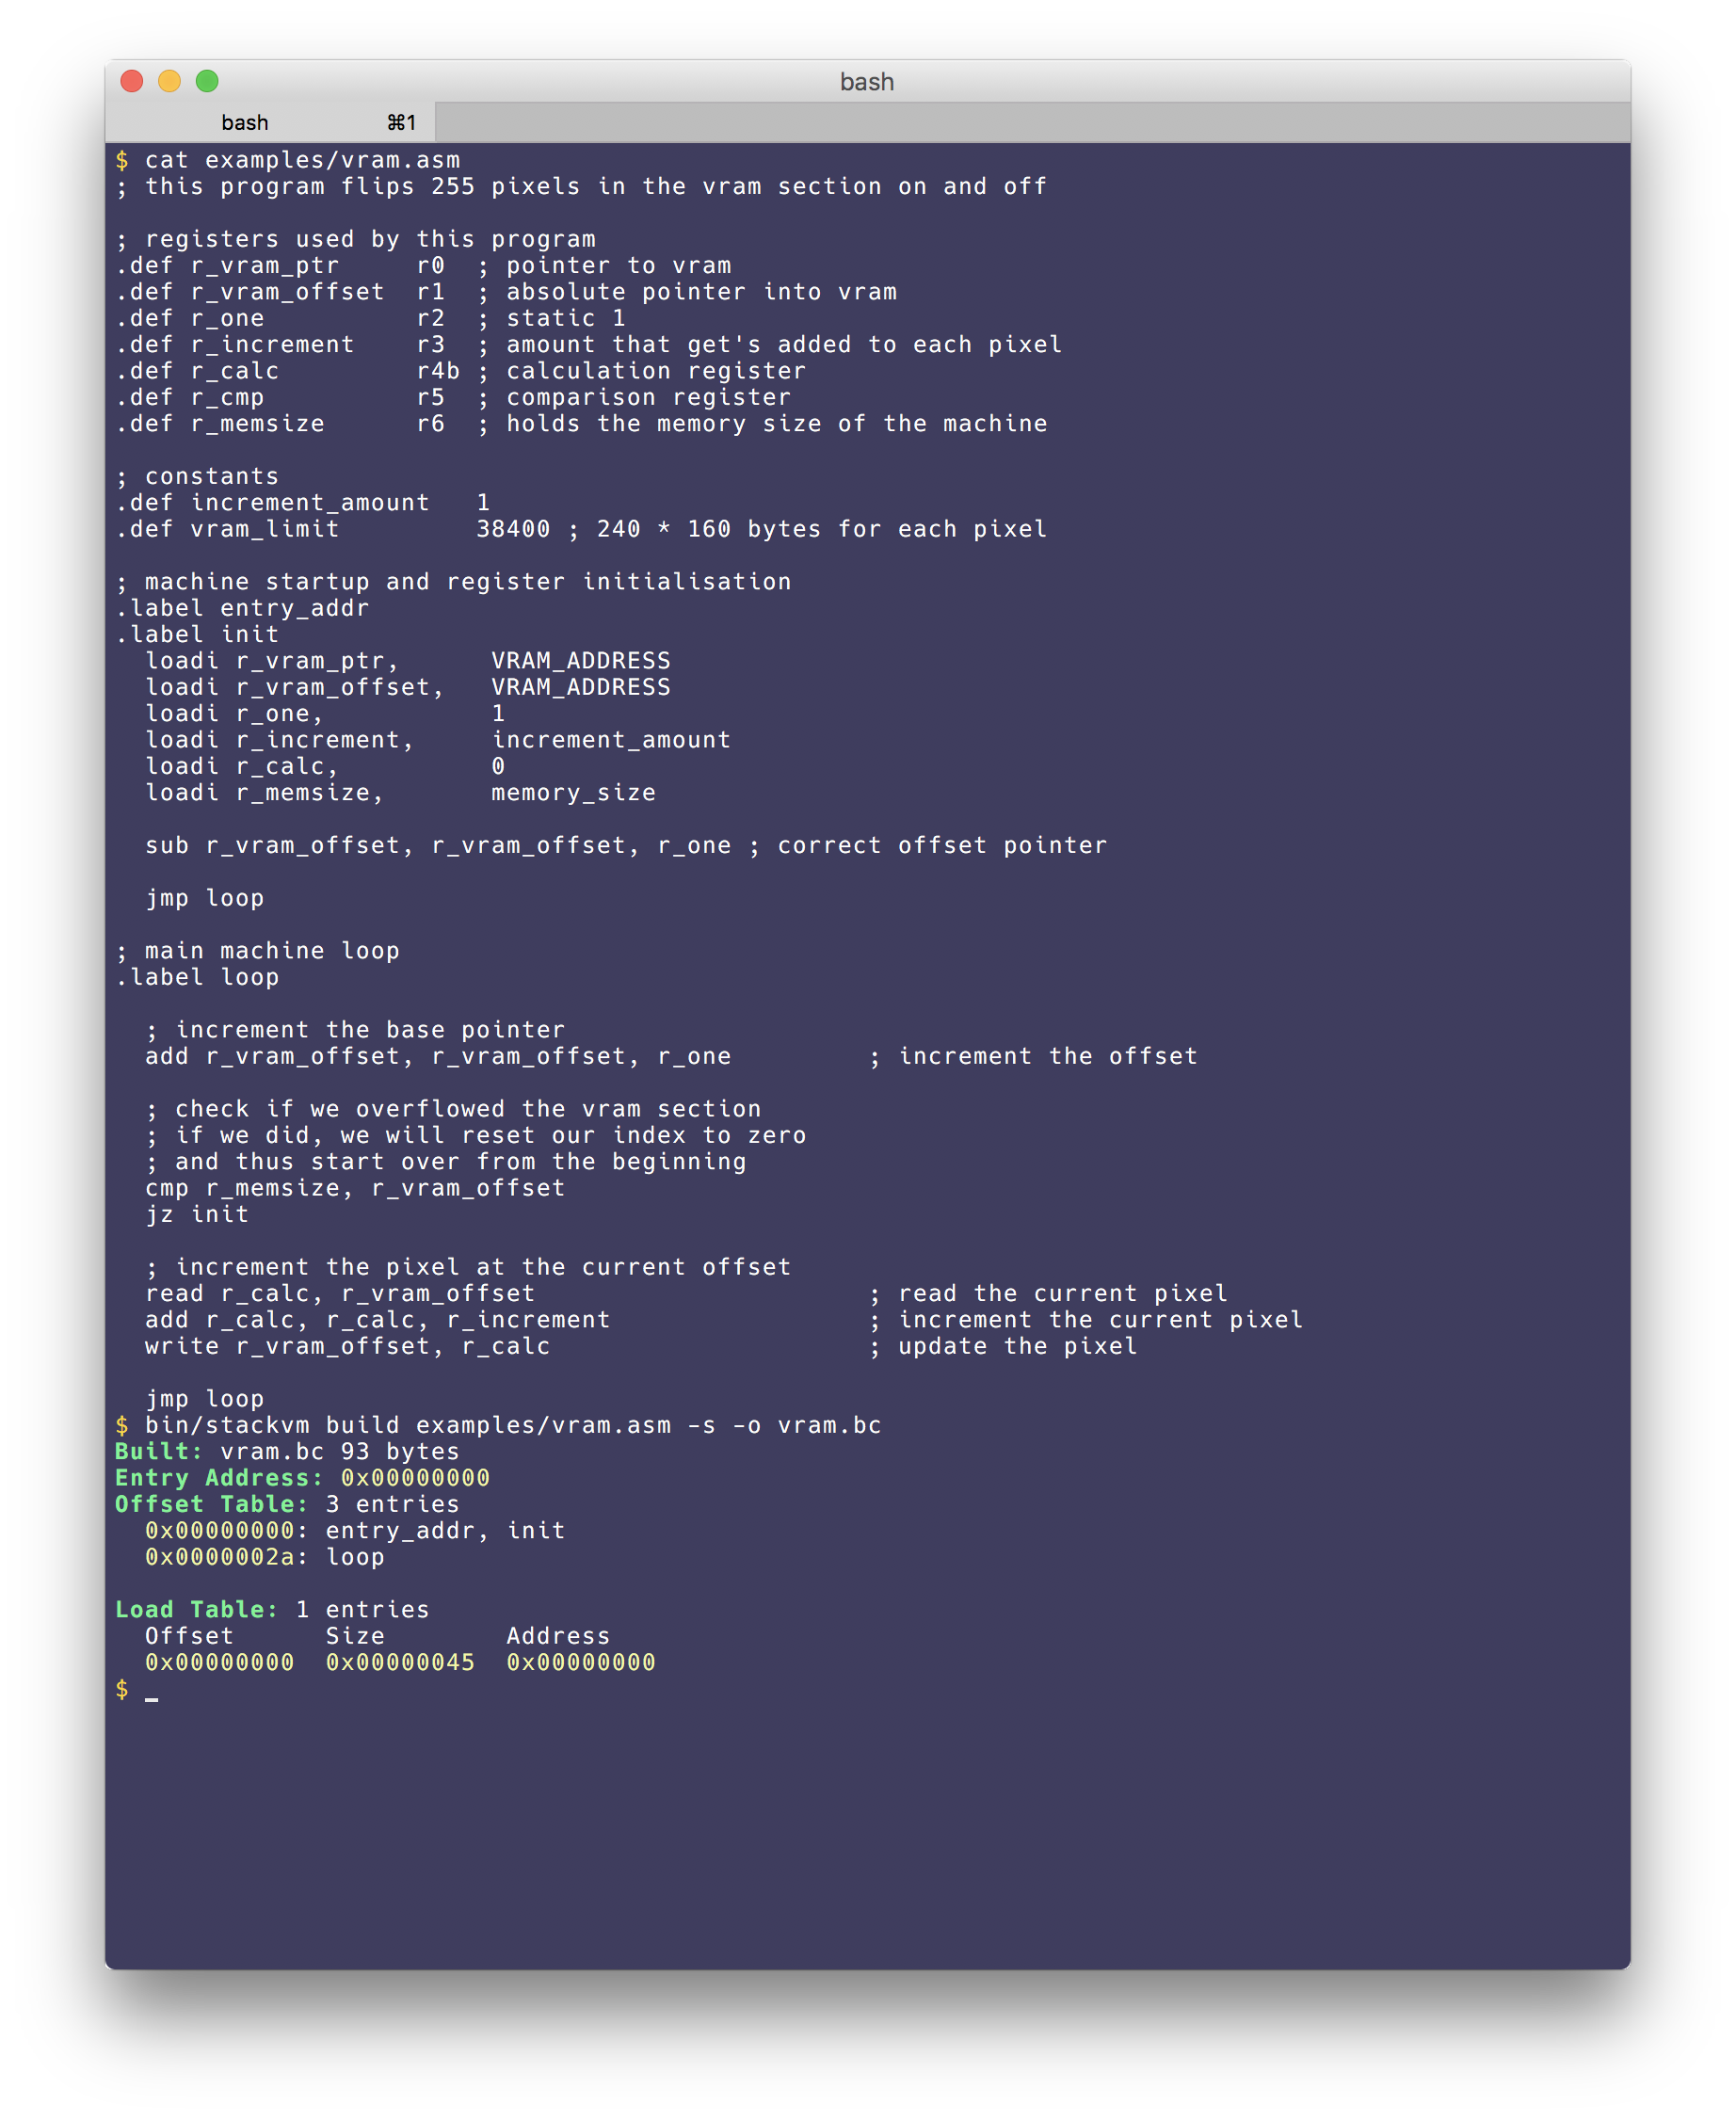 bash
bash ⌘1
$ cat examples/vram.asm
; this program flips 255 pixels in the vram section on and off
; registers used by this program
.def r_vram_ptr     r0  ; pointer to vram
.def r_vram_offset  r1  ; absolute pointer into vram
.def r_one          r2  ; static 1
.def r_increment    r3  ; amount that get's added to each pixel
.def r_calc         r4b ; calculation register
.def r_cmp          r5  ; comparison register
.def r_memsize      r6  ; holds the memory size of the machine
; constants
.def increment_amount   1
.def vram_limit         38400 ; 240 * 160 bytes for each pixel
; machine startup and register initialisation
.label entry_addr
.label init
  loadi r_vram_ptr,      VRAM_ADDRESS
  loadi r_vram_offset,   VRAM_ADDRESS
  loadi r_one,           1
  loadi r_increment,     increment_amount
  loadi r_calc,          0
  loadi r_memsize,       memory_size
  sub r_vram_offset, r_vram_offset, r_one ; correct offset pointer
  jmp loop
; main machine loop
.label loop
  ; increment the base pointer
  add r_vram_offset, r_vram_offset, r_one         ; increment the offset
  ; check if we overflowed the vram section
  ; if we did, we will reset our index to zero
  ; and thus start over from the beginning
  cmp r_memsize, r_vram_offset
  jz init
  ; increment the pixel at the current offset
  read r_calc, r_vram_offset                      ; read the current pixel
  add r_calc, r_calc, r_increment                 ; increment the current pixel
  write r_vram_offset, r_calc                     ; update the pixel
  jmp loop
$ bin/stackvm build examples/vram.asm -s -o vram.bc
Built: vram.bc 93 bytes
Entry Address: 0x00000000
Offset Table: 3 entries
  0x00000000: entry_addr, init
  0x0000002a: loop
Load Table: 1 entries
  Offset      Size        Address
  0x00000000  0x00000045  0x00000000
$ _